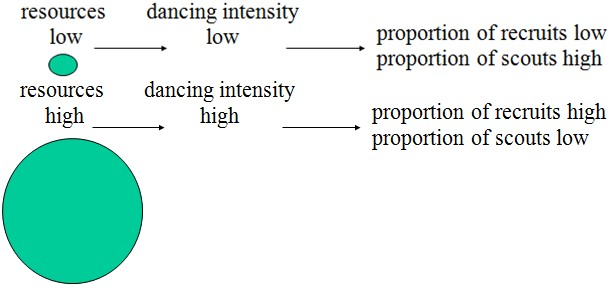 resources
low
dancing intensity
low
proportion of recruits low
proportion of scouts high
resources
high
dancing intensity
high
proportion of recruits high
proportion of scouts low